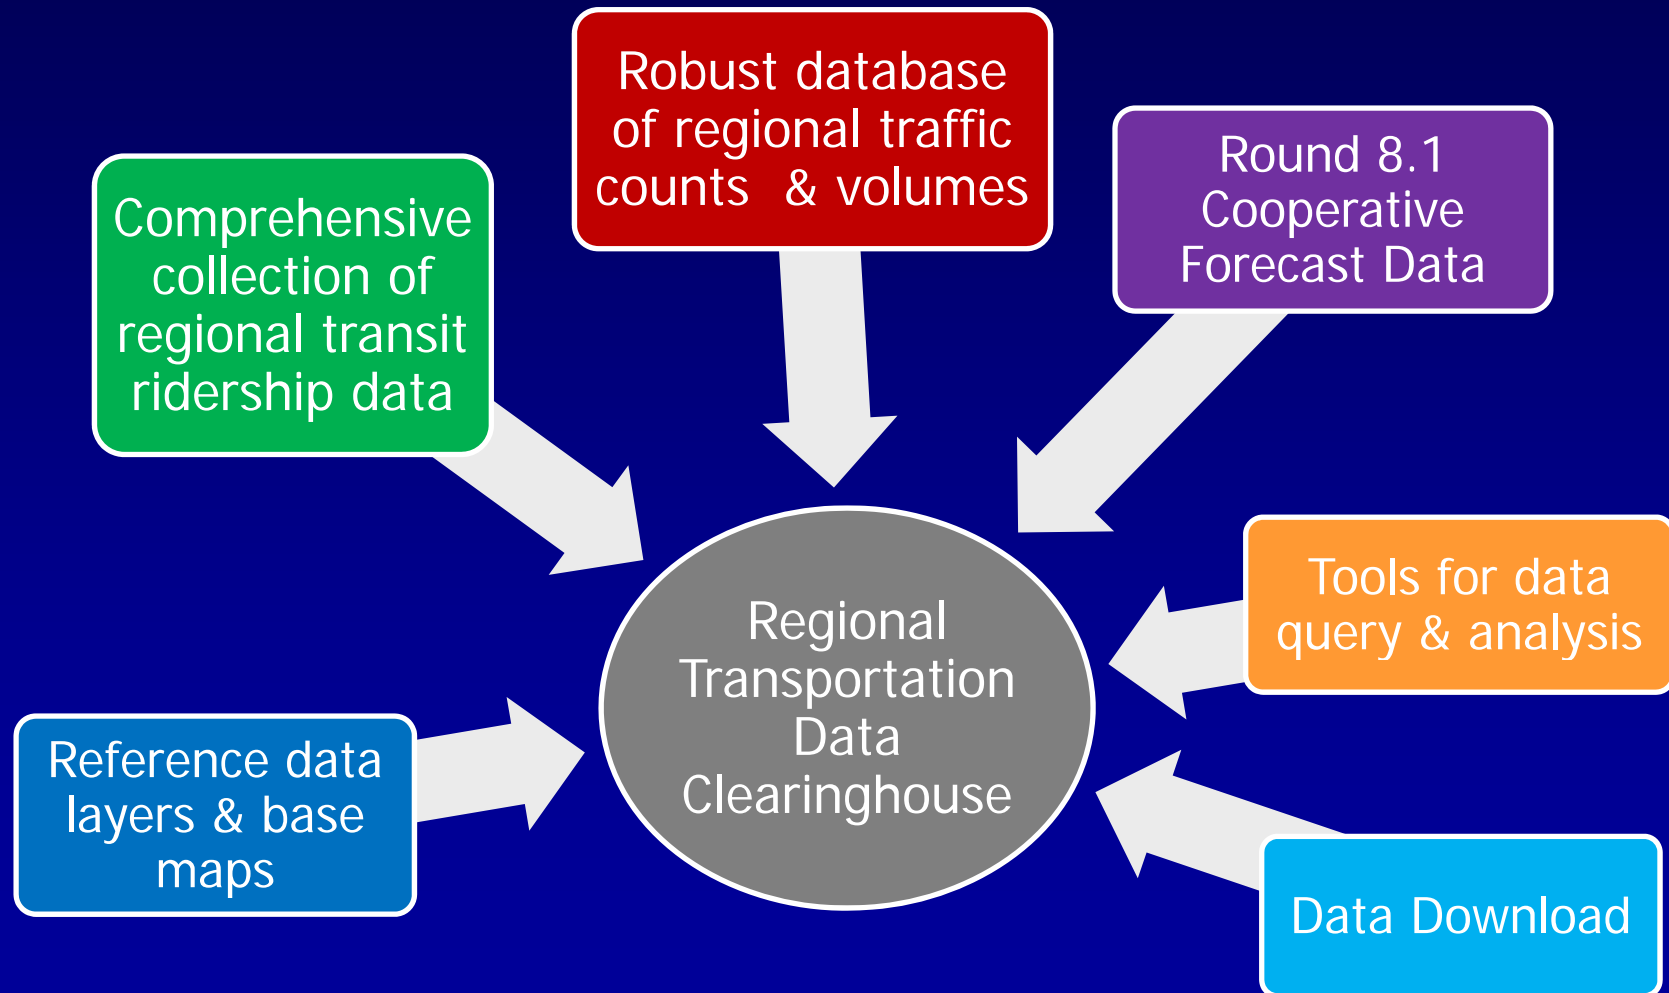 Robust database
of regional traffic
counts & volumes
Round 8.1
Cooperative
Forecast Data
Comprehensive
collection of
regional transit
ridership data
Tools for data
query & analysis
Regional
Transportation
Data
Clearinghouse
Reference data
layers & base
maps
Data Download